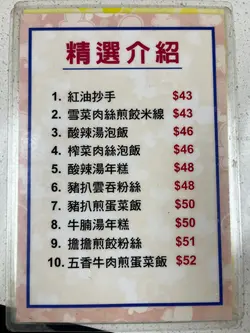 精選介紹
1. 紅油抄手 $43
2. 雪菜肉絲煎餃米線 $43
3. 酸辣湯泡飯 $46
4. 榨菜肉絲泡飯 $46
5. 酸辣湯年糕 $48
6. 豬扒雲吞粉絲 $48
7. 豬扒煎蛋菜飯 $50
8. 牛腩湯年糕 $50
9. 擔擔煎餃粉絲 $51
10. 五香牛肉煎蛋菜飯 $52